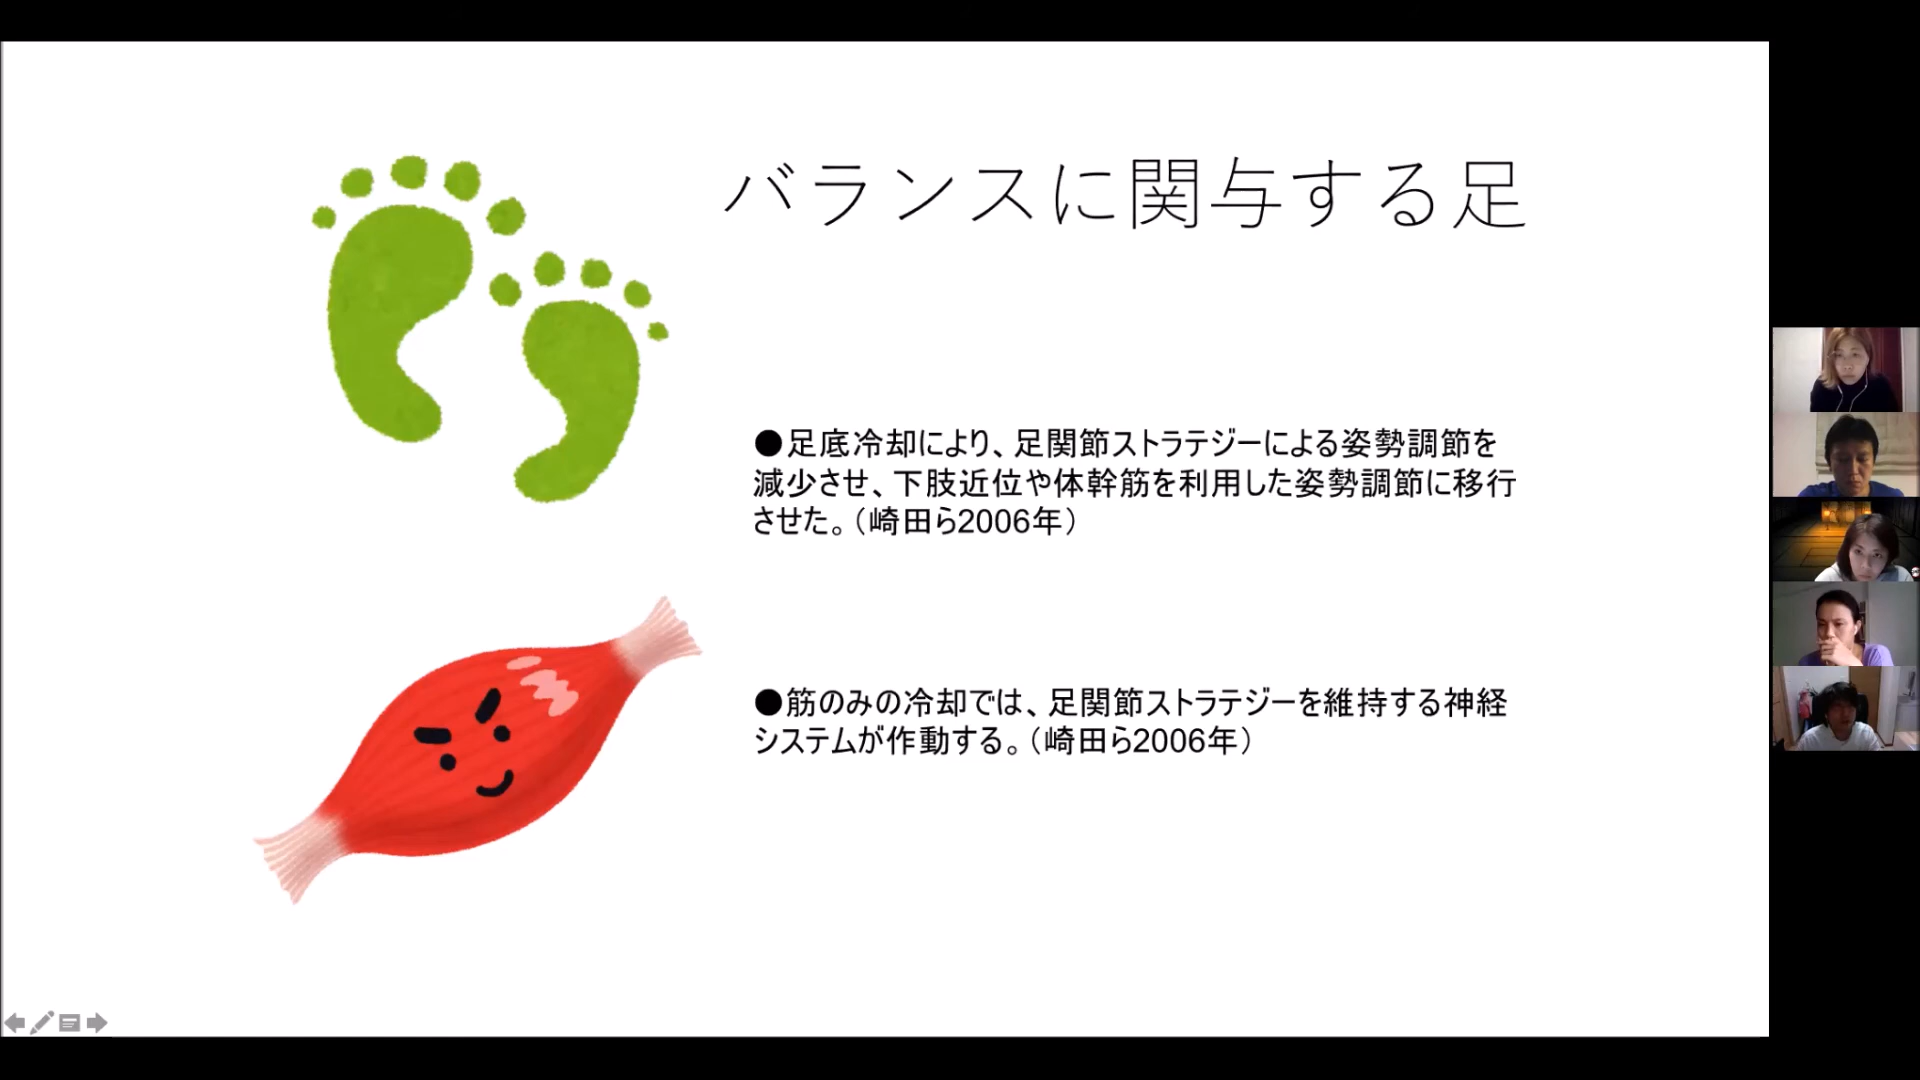 バランスに関与する足
●足底冷却により、足関節ストラテジーによる姿勢調節を
減少させ、下肢近位や体幹筋を利用した姿勢調節に移行
させた。（崎田ら2006年）
●筋のみの冷却では、足関節ストラテジーを維持する神経
システムが作動する。（崎田ら2006年）